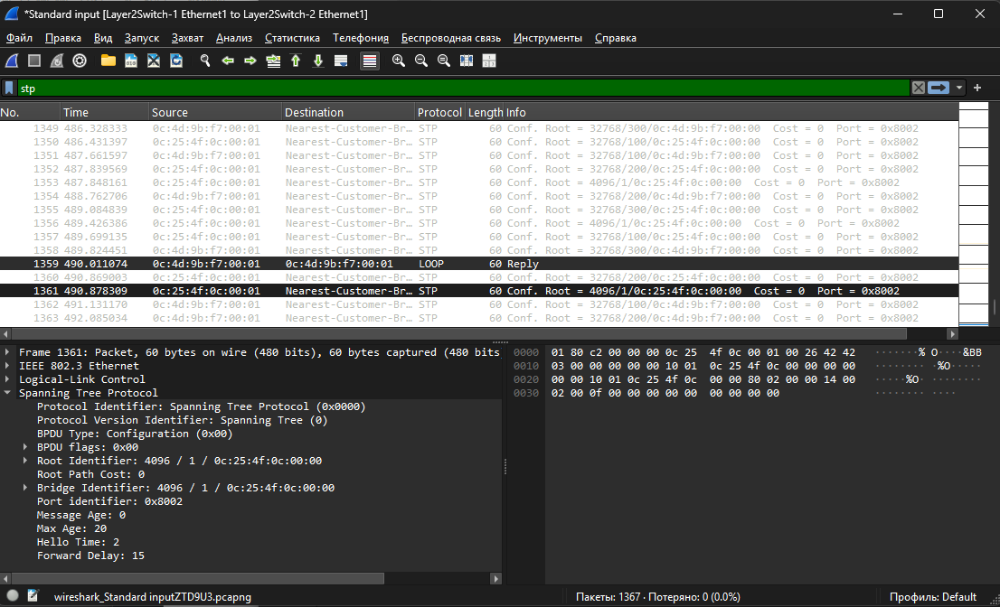 *Standard input [Layer2Switch-1 Ethernet1 to Layer2Switch-2 Ethernet1]
Файл Правка Вид Запуск Захват Анализ Статистика Телефония Беспроводная связь Инструменты Справка
stp
No. Time Source Destination Protocol Length Info
1349 486.328333 0c:4d:9b:f7:00:01 Nearest-Customer-Br… STP 60 Conf. Root = 32768/300/0c:4d:9b:f7:00:00 Cost = 0 Port = 0x8002
1350 486.431397 0c:4d:9b:f7:00:01 Nearest-Customer-Br… STP 60 Conf. Root = 32768/100/0c:4d:9b:f7:00:00 Cost = 0 Port = 0x8002
1351 487.661597 0c:4d:9b:f7:00:01 Nearest-Customer-Br… STP 60 Conf. Root = 32768/100/0c:4d:9b:f7:00:00 Cost = 0 Port = 0x8002
1352 487.839569 0c:25:4f:0c:00:01 Nearest-Customer-Br… STP 60 Conf. Root = 32768/200/0c:25:4f:0c:00:00 Cost = 0 Port = 0x8002
1353 487.848161 0c:25:4f:0c:00:01 Nearest-Customer-Br… STP 60 Conf. Root = 4096/1/0c:25:4f:0c:00:00 Cost = 0 Port = 0x8002
1354 488.762706 0c:4d:9b:f7:00:01 Nearest-Customer-Br… STP 60 Conf. Root = 32768/200/0c:4d:9b:f7:00:00 Cost = 0 Port = 0x8002
1355 489.084839 0c:4d:9b:f7:00:01 Nearest-Customer-Br… STP 60 Conf. Root = 32768/300/0c:4d:9b:f7:00:00 Cost = 0 Port = 0x8002
1356 489.426386 0c:25:4f:0c:00:01 Nearest-Customer-Br… STP 60 Conf. Root = 4096/1/0c:25:4f:0c:00:00 Cost = 0 Port = 0x8002
1357 489.699135 0c:25:4f:0c:00:01 Nearest-Customer-Br… STP 60 Conf. Root = 32768/200/0c:25:4f:0c:00:00 Cost = 0 Port = 0x8002
1358 489.824451 0c:4d:9b:f7:00:01 Nearest-Customer-Br… STP 60 Conf. Root = 32768/100/0c:4d:9b:f7:00:00 Cost = 0 Port = 0x8002
1359 490.011074 0c:4d:9b:f7:00:01 0c:4d:9b:f7:00:01 LOOP 60 Reply
1360 490.869003 0c:25:4f:0c:00:01 Nearest-Customer-Br… STP 60 Conf. Root = 32768/200/0c:25:4f:0c:00:00 Cost = 0 Port = 0x8002
1361 490.878309 0c:25:4f:0c:00:01 Nearest-Customer-Br… STP 60 Conf. Root = 4096/1/0c:25:4f:0c:00:00 Cost = 0 Port = 0x8002
1362 491.131170 0c:4d:9b:f7:00:01 Nearest-Customer-Br… STP 60 Conf. Root = 32768/200/0c:4d:9b:f7:00:00 Cost = 0 Port = 0x8002
1363 492.085034 0c:4d:9b:f7:00:01 Nearest-Customer-Br… STP 60 Conf. Root = 32768/100/0c:4d:9b:f7:00:00 Cost = 0 Port = 0x8002
Frame 1361: Packet, 60 bytes on wire (480 bits), 60 bytes captured (480 bits
IEEE 802.3 Ethernet
Logical-Link Control
Spanning Tree Protocol
Protocol Identifier: Spanning Tree Protocol (0x0000)
Protocol Version Identifier: Spanning Tree (0)
BPDU Type: Configuration (0x00)
BPDU flags: 0x00
Root Identifier: 4096 / 1 / 0c:25:4f:0c:00:00
Root Path Cost: 0
Bridge Identifier: 4096 / 1 / 0c:25:4f:0c:00:00
Port identifier: 0x8002
Message Age: 0
Max Age: 20
Hello Time: 2
Forward Delay: 15
0000 01 80 c2 00 00 00 0c 25 4f 0c 00 01 00 26 42 42 ·······% O····&BB
0010 03 00 00 00 00 00 10 01 0c 25 4f 0c 00 00 00 00 ········ ·%O·····
0020 00 00 10 01 0c 25 4f 0c 00 00 80 02 00 00 14 00 ·····%O· ········
0030 02 00 0f 00 00 00 00 00 00 00 00 00 ········ ····
wireshark_Standard inputZTD9U3.pcapng
Пакеты: 1367 · Потеряно: 0 (0.0%)
Профиль: Default